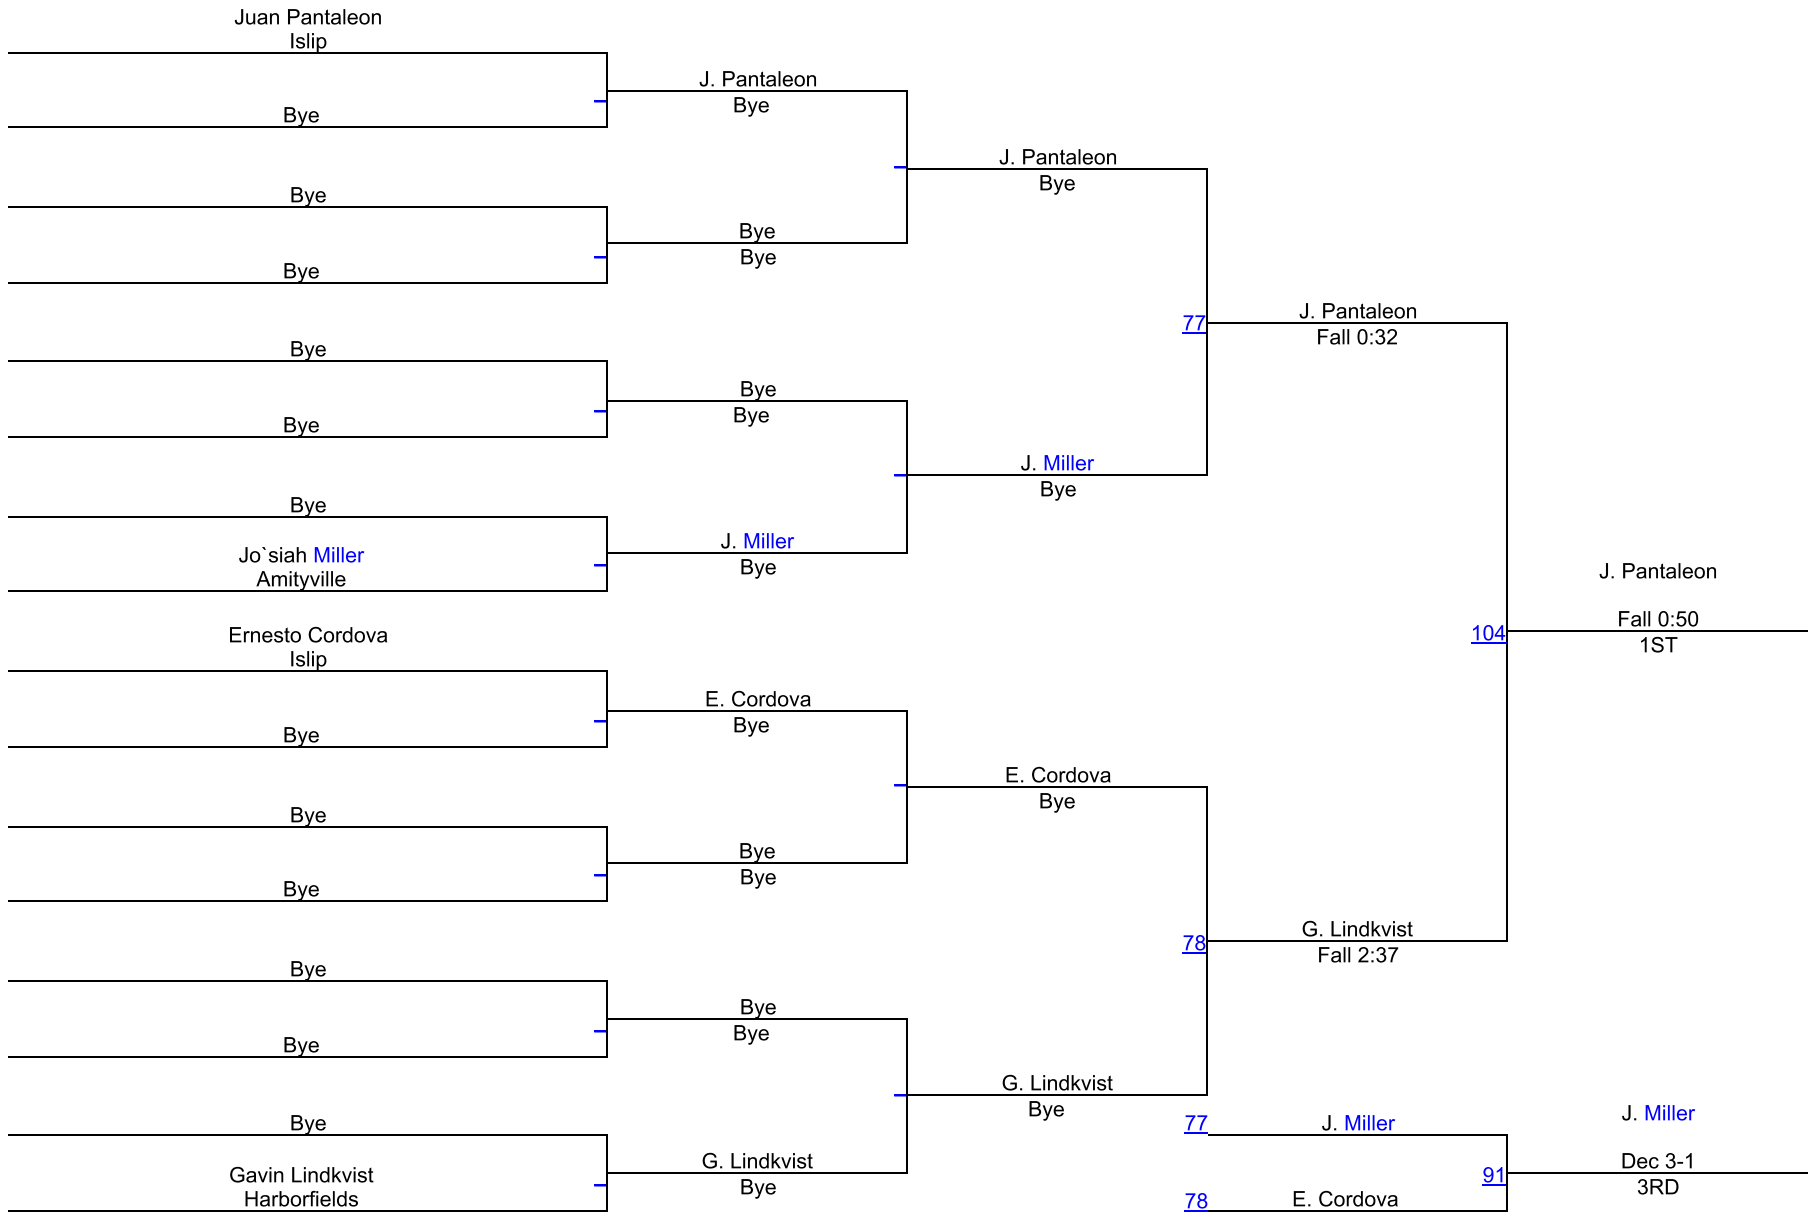 Juan Pantaleon
Islip
Bye
Bye
Bye
Bye
Bye
Bye
Jo`siah Miller
Amityville
Ernesto Cordova
Islip
Bye
Bye
Bye
Bye
Bye
Bye
Gavin Lindkvist
Harborfields
J. Pantaleon
Bye
Bye
Bye
Bye
Bye
J. Miller
Bye
E. Cordova
Bye
Bye
Bye
Bye
Bye
G. Lindkvist
Bye
J. Pantaleon
Bye
J. Miller
Bye
E. Cordova
Bye
G. Lindkvist
Bye
77
J. Pantaleon
Fall 0:32
78
G. Lindkvist
Fall 2:37
104
J. Pantaleon
Fall 0:50
1ST
77
J. Miller
78
E. Cordova
91
J. Miller
Dec 3-1
3RD